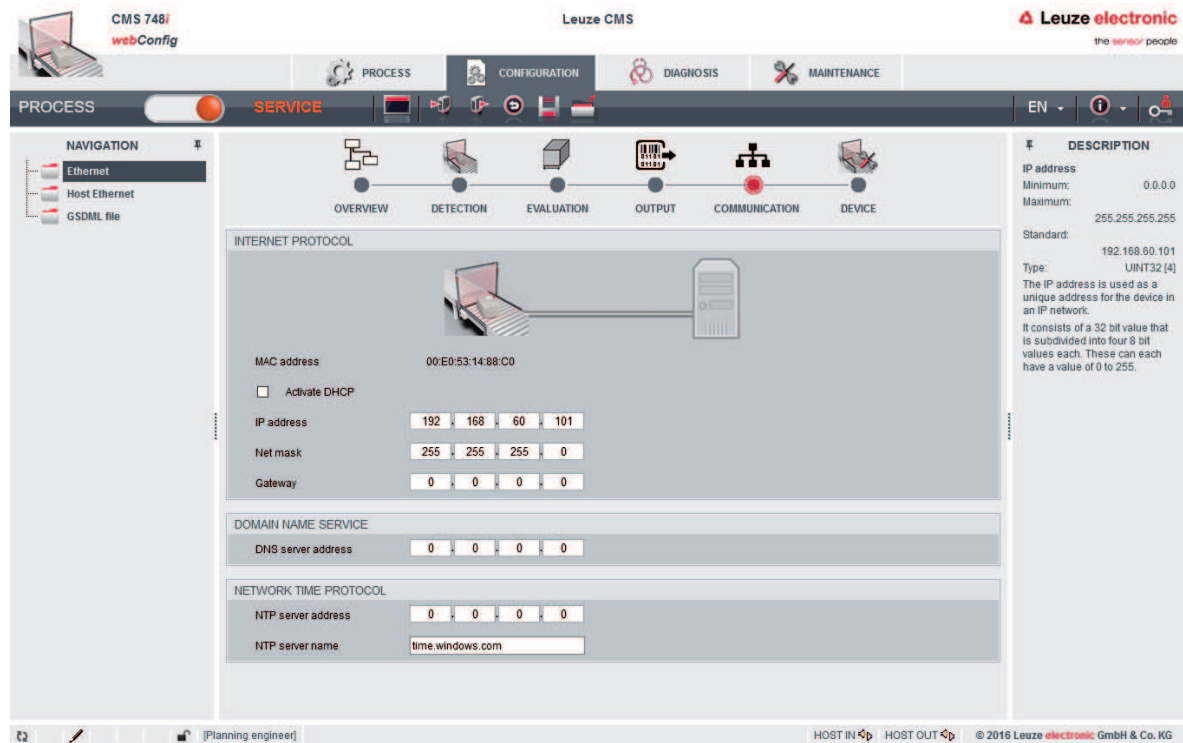 CMS 748i
webConfig
Leuze CMS
Leuze electronic
the sensor people
PROCESS
CONFIGURATION
DIAGNOSIS
MAINTENANCE
PROCESS
SERVICE
EN
NAVIGATION
Ethernet
Host Ethernet
GSDML file
OVERVIEW
DETECTION
EVALUATION
OUTPUT
COMMUNICATION
DEVICE
INTERNET PROTOCOL
MAC address 00:E0:53:14:88:C0
Activate DHCP
IP address 192 . 168 . 60 . 101
Net mask 255 . 255 . 255 . 0
Gateway 0 . 0 . 0 . 0
DOMAIN NAME SERVICE
DNS server address 0 . 0 . 0 . 0
NETWORK TIME PROTOCOL
NTP server address 0 . 0 . 0 . 0
NTP server name time.windows.com
DESCRIPTION
IP address
Minimum: 0.0.0.0
Maximum:
255.255.255.255
Standard:
192.168.60.101
Type: UINT32 [4]
The IP address is used as a
unique address for the device in
an IP network.
It consists of a 32 bit value that
is subdivided into four 8 bit
values each. These can each
have a value of 0 to 255.
[Planning engineer]
HOST IN
HOST OUT
© 2016 Leuze electronic GmbH & Co. KG